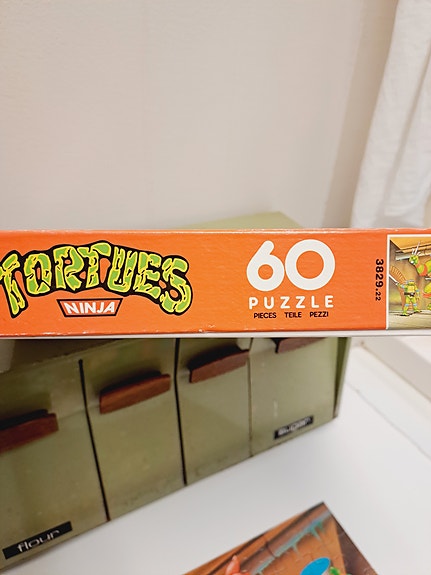 TORTUES
NINJA
60
PUZZLE
PIECES TEILE PEZZI
3829.22
sugar
flour